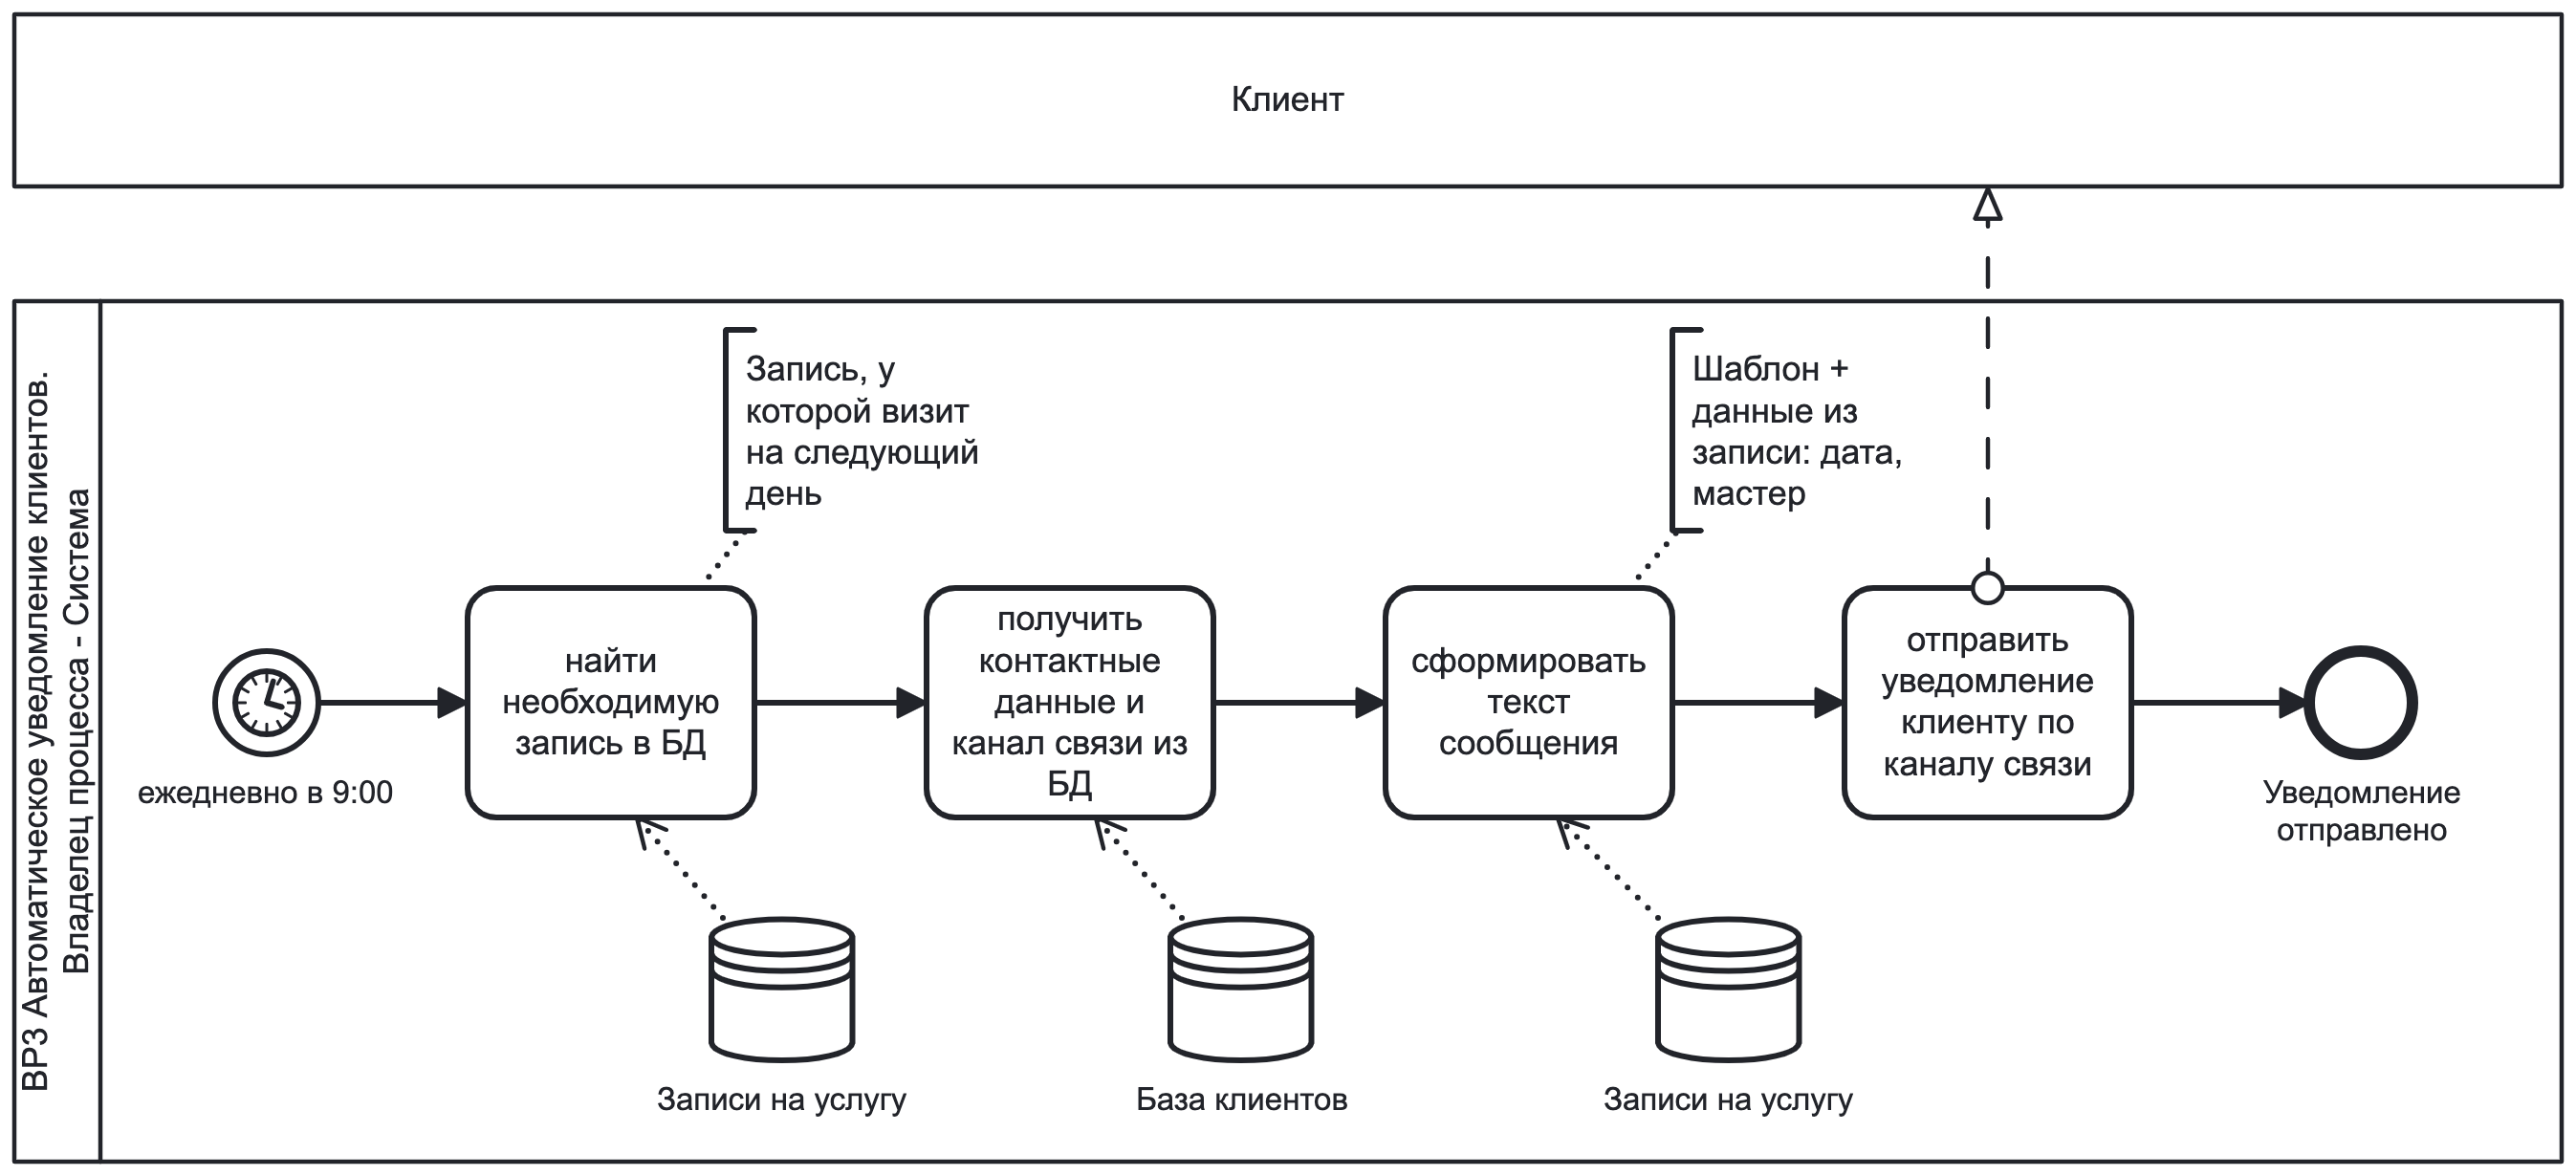 Клиент
BP3 Автоматическое уведомление клиентов.
Владелец процесса - Система
Запись, у
которой визит
на следующий
день
Шаблон +
данные из
записи: дата,
мастер
ежедневно в 9:00
найти
необходимую
запись в БД
получить
контактные
данные и
канал связи из
БД
сформировать
текст
сообщения
отправить
уведомление
клиенту по
каналу связи
Уведомление
отправлено
Записи на услугу
База клиентов
Записи на услугу